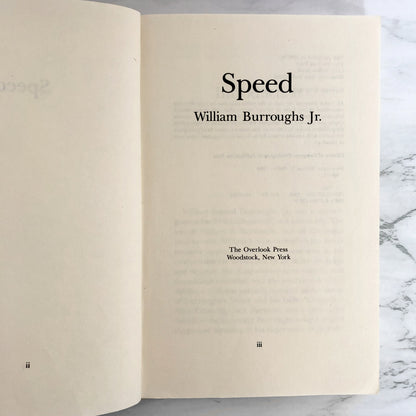 Speed
William Burroughs Jr.
The Overlook Press
Woodstock, New York
ii
iii